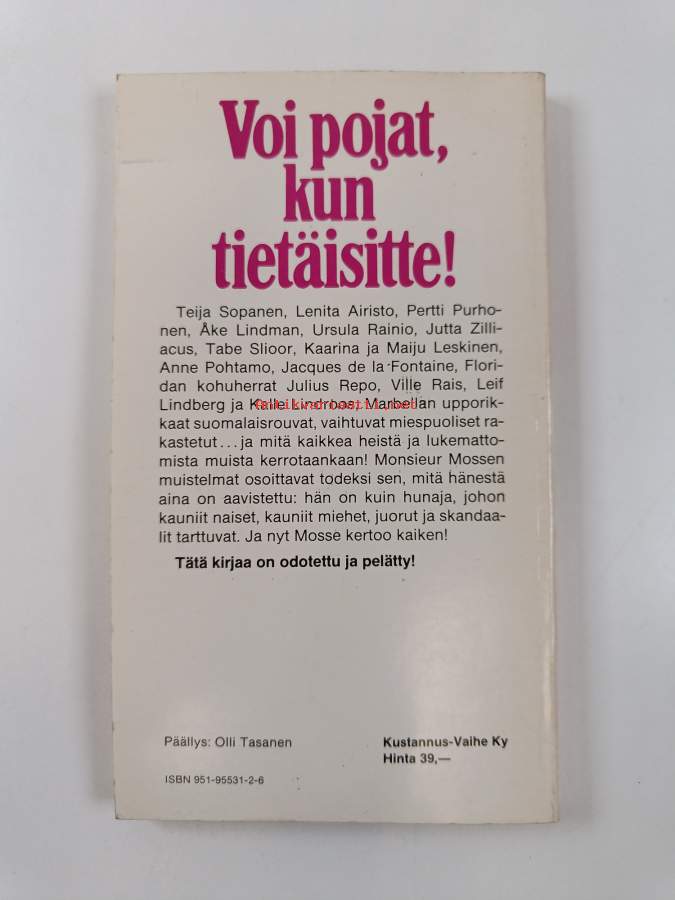 Voi pojat,
kun
tietäisitte!
Teija Sopanen, Lenita Airisto, Pertti Purho-
nen, Åke Lindman, Ursula Rainio, Jutta Zilli-
acus, Tabe Slioor, Kaarina ja Maiju Leskinen,
Anne Pohtamo, Jacques de la Fontaine, Flori-
dan kohuherrat Julius Repo, Ville Rais, Leif
Lindberg ja Kalle Lindroos, Marbellan upporik-
kaat suomalaisrouvat, vaihtuvat miespuoliset ra-
kastetut...ja mitä kaikkea heistä ja lukematto-
mista muista kerrotaankaan! Monsieur Mossen
muistelmat osoittavat todeksi sen, mitä hänestä
aina on aavistettu: hän on kuin hunaja, johon
kauniit naiset, kauniit miehet, juorut ja skandaa-
lit tarttuvat. Ja nyt Mosse kertoo kaiken!
Tätä kirjaa on odotettu ja pelätty!
Päällys: Olli Tasanen
Kustannus-Vaihe Ky
Hinta 39,—
ISBN 951-95531-2-6